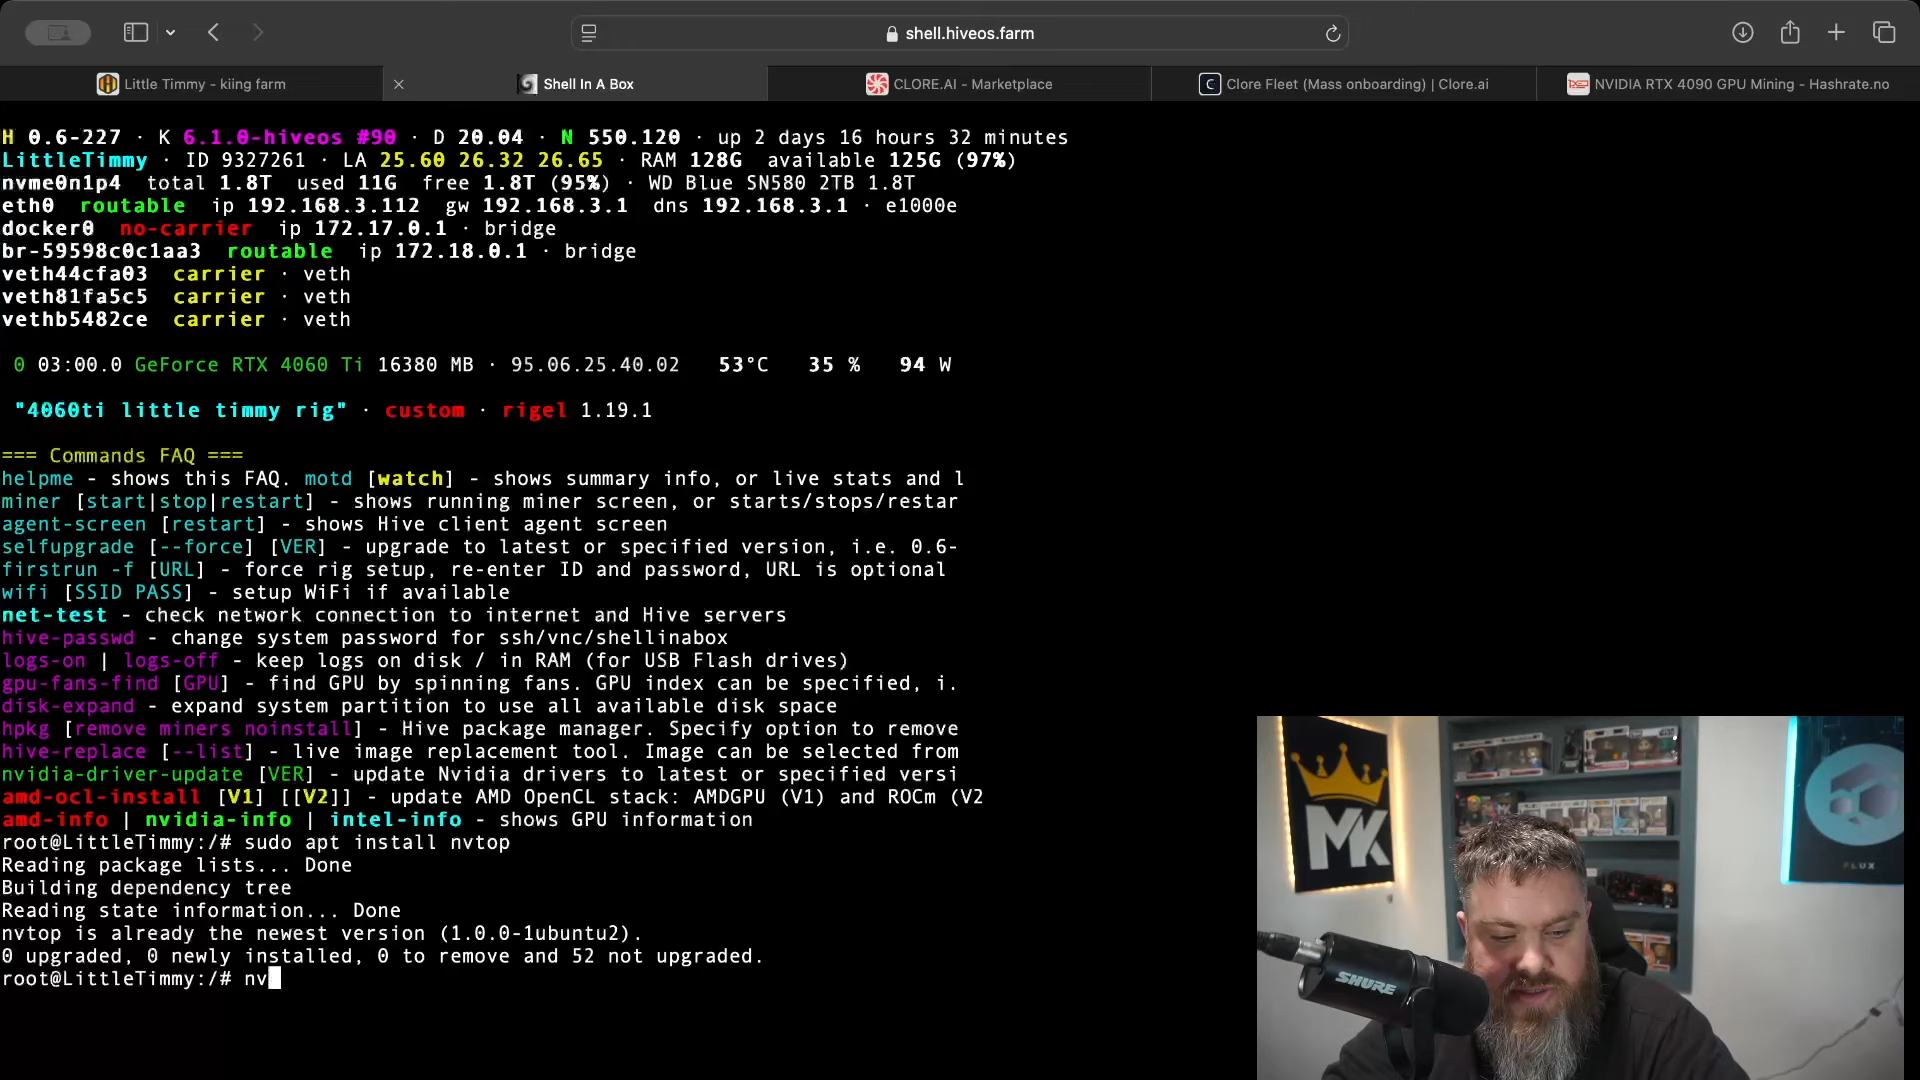 shell.hiveos.farm
Little Timmy - kiing farm
Shell In A Box
CLORE.AI - Marketplace
Clore Fleet (Mass onboarding) | Clore.ai
NVIDIA RTX 4090 GPU Mining - Hashrate.no
H 0.6-227 · K 6.1.0-hiveos #90 · D 20.04 · N 550.120 · up 2 days 16 hours 32 minutes
LittleTimmy · ID 9327261 · LA 25.60 26.32 26.65 · RAM 128G available 125G (97%)
nvme0n1p4 total 1.8T used 11G free 1.8T (95%) · WD Blue SN580 2TB 1.8T
eth0 routable ip 192.168.3.112 gw 192.168.3.1 dns 192.168.3.1 · e1000e
docker0 no-carrier ip 172.17.0.1 · bridge
br-59598c0c1aa3 routable ip 172.18.0.1 · bridge
veth44cfa03 carrier · veth
veth81fa5c5 carrier · veth
vethb5482ce carrier · veth
0 03:00.0 GeForce RTX 4060 Ti 16380 MB · 95.06.25.40.02 53°C 35 % 94 W
"4060ti little timmy rig" · custom · rigel 1.19.1
=== Commands FAQ ===
helpme - shows this FAQ. motd [watch] - shows summary info, or live stats and l
miner [start|stop|restart] - shows running miner screen, or starts/stops/restar
agent-screen [restart] - shows Hive client agent screen
selfupgrade [--force] [VER] - upgrade to latest or specified version, i.e. 0.6-
firstrun -f [URL] - force rig setup, re-enter ID and password, URL is optional
wifi [SSID PASS] - setup WiFi if available
net-test - check network connection to internet and Hive servers
hive-passwd - change system password for ssh/vnc/shellinabox
logs-on | logs-off - keep logs on disk / in RAM (for USB Flash drives)
gpu-fans-find [GPU] - find GPU by spinning fans. GPU index can be specified, i.
disk-expand - expand system partition to use all available disk space
hpkg [remove miners noinstall] - Hive package manager. Specify option to remove
hive-replace [--list] - live image replacement tool. Image can be selected from
nvidia-driver-update [VER] - update Nvidia drivers to latest or specified versi
amd-ocl-install [V1] [[V2]] - update AMD OpenCL stack: AMDGPU (V1) and ROCm (V2
amd-info | nvidia-info | intel-info - shows GPU information
root@LittleTimmy:/# sudo apt install nvtop
Reading package lists... Done
Building dependency tree
Reading state information... Done
nvtop is already the newest version (1.0.0-1ubuntu2).
0 upgraded, 0 newly installed, 0 to remove and 52 not upgraded.
root@LittleTimmy:/# nv
MK
FLUX
SHURE